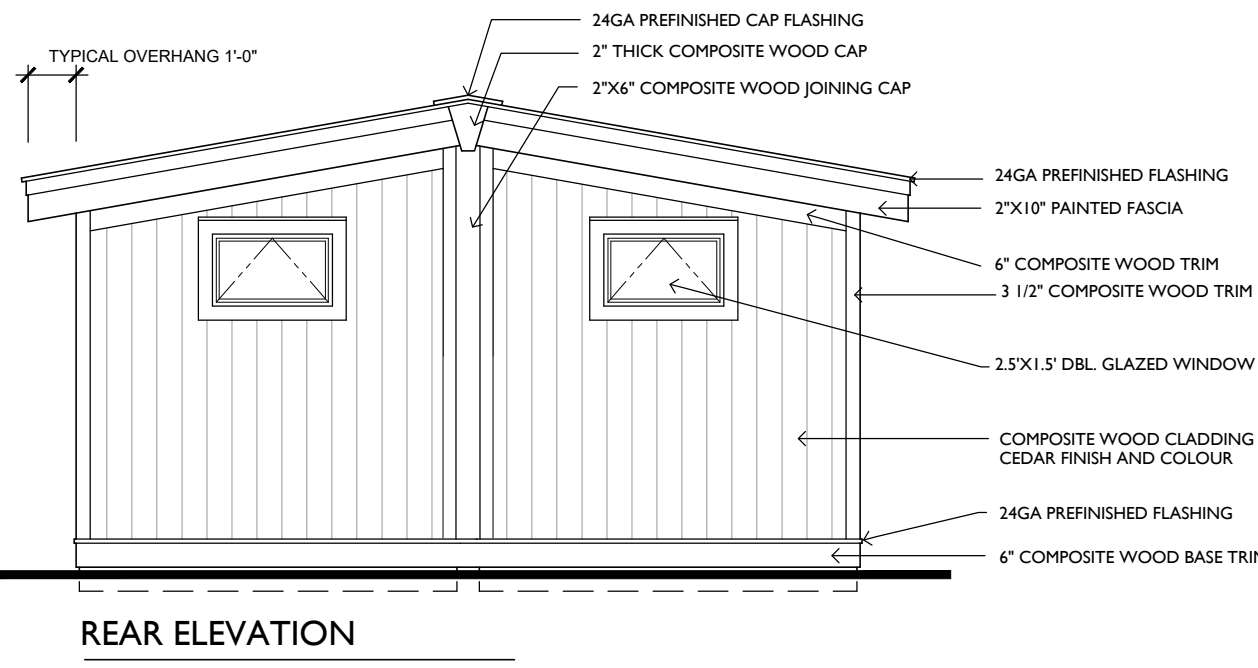 24GA PREFINISHED CAP FLASHING
TYPICAL OVERHANG 1'-0"
2" THICK COMPOSITE WOOD CAP
2"X6" COMPOSITE WOOD JOINING CAP
24GA PREFINISHED FLASHING
2"X10" PAINTED FASCIA
6" COMPOSITE WOOD TRIM
3 1/2" COMPOSITE WOOD TRIM
2.5'X1.5' DBL. GLAZED WINDOW
COMPOSITE WOOD CLADDING
CEDAR FINISH AND COLOUR
24GA PREFINISHED FLASHING
6" COMPOSITE WOOD BASE TRIM
REAR ELEVATION